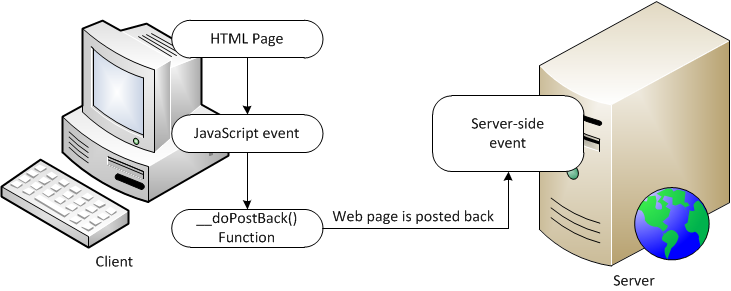 HTML Page
JavaScript event
__doPostBack()
Function
Web page is posted back
Server-side
event
Client
Server